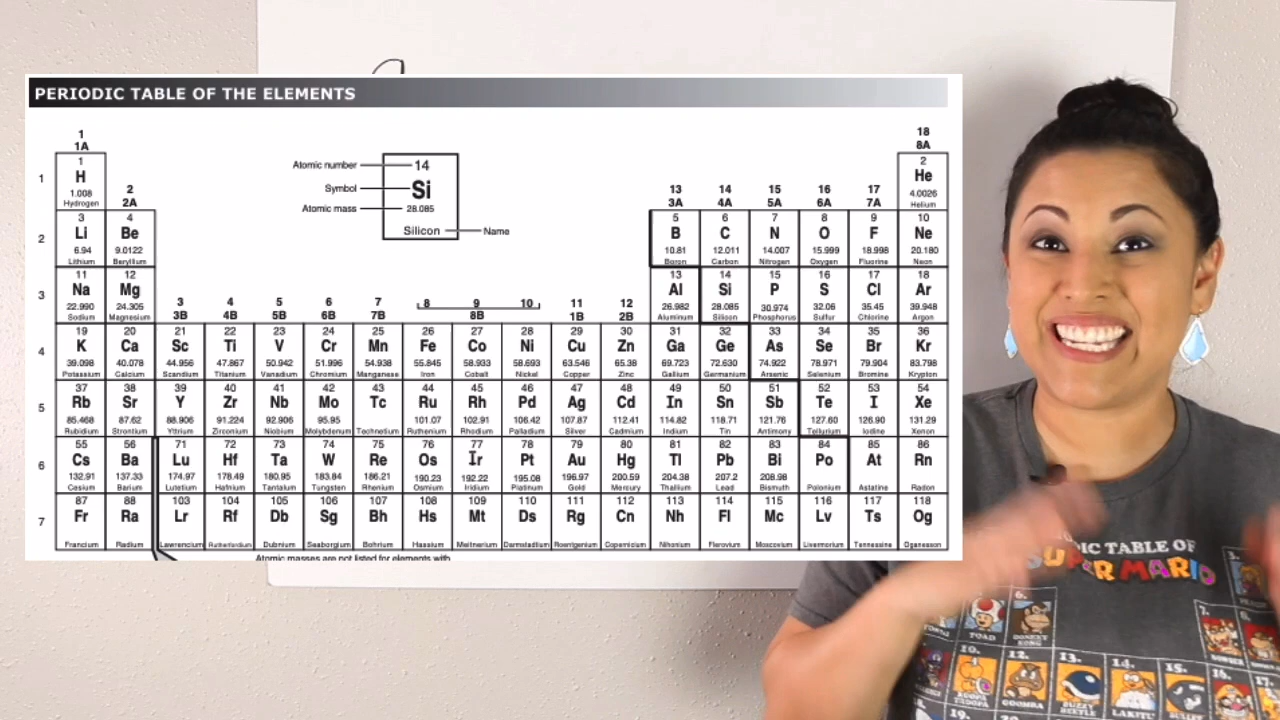 PERIODIC TABLE OF THE ELEMENTS
1 18
1A 8A
1 Atomic number 14 2
1 H 2 Symbol Si 13 14 15 16 17 He
1.008 2A Atomic mass 28.085 3A 4A 5A 6A 7A 4.0026
Hydrogen Silicon Name Helium
3 4 5 6 7 8 9 10
2 Li Be B C N O F Ne
6.94 9.0122 10.81 12.011 14.007 15.999 18.998 20.180
Lithium Beryllium Boron Carbon Nitrogen Oxygen Fluorine Neon
11 12 13 14 15 16 17 18
3 Na Mg Al Si P S Cl Ar
22.990 24.305 3 4 5 6 7 8 9 10 11 12 26.982 28.085 30.974 32.06 35.45 39.948
Sodium Magnesium 3B 4B 5B 6B 7B 8B 1B 2B Aluminum Silicon Phosphorus Sulfur Chlorine Argon
19 20 21 22 23 24 25 26 27 28 29 30 31 32 33 34 35 36
4 K Ca Sc Ti V Cr Mn Fe Co Ni Cu Zn Ga Ge As Se Br Kr
39.098 40.078 44.956 47.867 50.942 51.996 54.938 55.845 58.933 58.693 63.546 65.38 69.723 72.630 74.922 78.971 79.904 83.798
Potassium Calcium Scandium Titanium Vanadium Chromium Manganese Iron Cobalt Nickel Copper Zinc Gallium Germanium Arsenic Selenium Bromine Krypton
37 38 39 40 41 42 43 44 45 46 47 48 49 50 51 52 53 54
5 Rb Sr Y Zr Nb Mo Tc Ru Rh Pd Ag Cd In Sn Sb Te I Xe
85.468 87.62 88.906 91.224 92.906 95.95 101.07 102.91 106.42 107.87 112.41 114.82 118.71 121.76 127.60 126.90 131.29
Rubidium Strontium Yttrium Zirconium Niobium Molybdenum Technetium Ruthenium Rhodium Palladium Silver Cadmium Indium Tin Antimony Tellurium Iodine Xenon
55 56 71 72 73 74 75 76 77 78 79 80 81 82 83 84 85 86
6 Cs Ba Lu Hf Ta W Re Os Ir Pt Au Hg Tl Pb Bi Po At Rn
132.91 137.33 174.97 178.49 180.95 183.84 186.21 190.23 192.22 195.08 196.97 200.59 204.38 207.2 208.98
Cesium Barium Lutetium Hafnium Tantalum Tungsten Rhenium Osmium Iridium Platinum Gold Mercury Thallium Lead Bismuth Polonium Astatine Radon
87 88 103 104 105 106 107 108 109 110 111 112 113 114 115 116 117 118
7 Fr Ra Lr Rf Db Sg Bh Hs Mt Ds Rg Cn Nh Fl Mc Lv Ts Og
Francium Radium Lawrencium Rutherfordium Dubnium Seaborgium Bohrium Hassium Meitnerium Darmstadtium Roentgenium Copernicium Nihonium Flerovium Moscovium Livermorium Tennessine Oganesson
Atomic masses are not listed for elements with
TABLE OF
SUPER MARIO
3.
6. 7.
TOAD DONKEY KONG
BOWSER
10. 12. 13. 14. 15. 16. 17.
KOOPA TROOPA GOOMBA BUZZY BEETLE LAKITU
19.